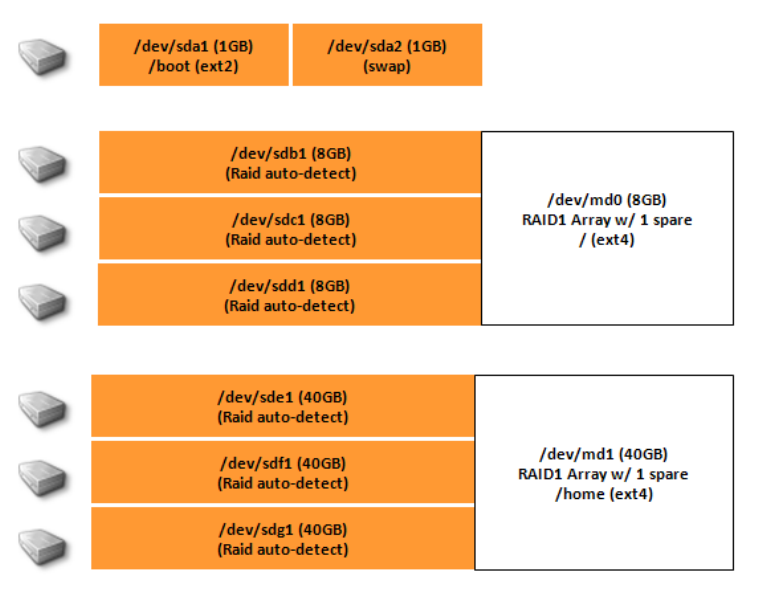 /dev/sda1 (1GB)
/boot (ext2)
/dev/sda2 (1GB)
(swap)
/dev/sdb1 (8GB)
(Raid auto-detect)
/dev/sdc1 (8GB)
(Raid auto-detect)
/dev/sdd1 (8GB)
(Raid auto-detect)
/dev/md0 (8GB)
RAID1 Array w/ 1 spare
/ (ext4)
/dev/sde1 (40GB)
(Raid auto-detect)
/dev/sdf1 (40GB)
(Raid auto-detect)
/dev/sdg1 (40GB)
(Raid auto-detect)
/dev/md1 (40GB)
RAID1 Array w/ 1 spare
/home (ext4)